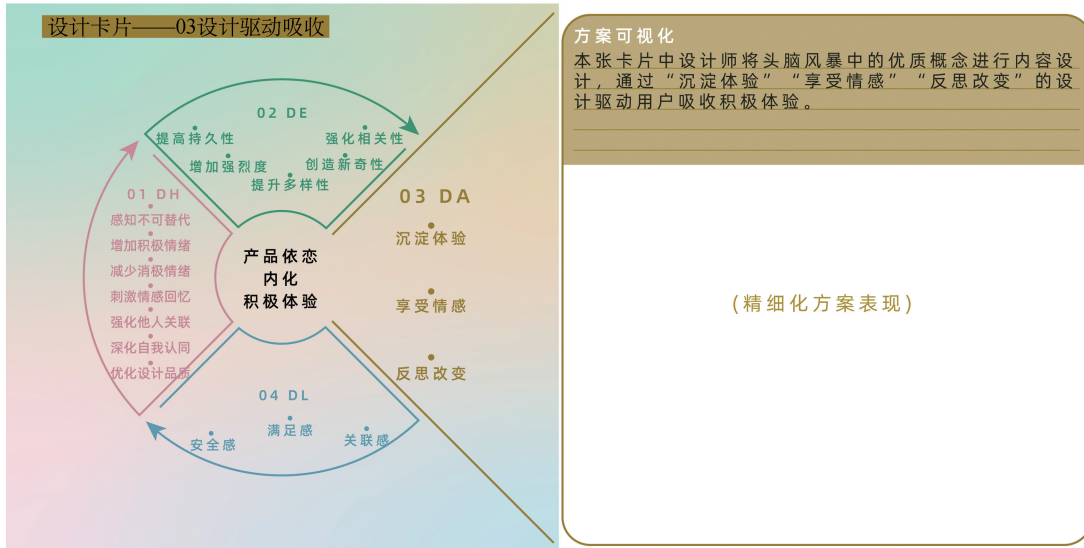 设计卡片——03设计驱动吸收
02 DE
提高持久性
强化相关性
增加强烈度
创造新奇性
提升多样性
01 DH
感知不可替代
增加积极情绪
减少消极情绪
刺激情感回忆
强化他人关联
深化自我认同
优化设计品质
产品依恋
内化
积极体验
03 DA
沉淀体验
享受情感
反思改变
04 DL
安全感
满足感
关联感
方案可视化
本张卡片中设计师将头脑风暴中的优质概念进行内容设
计，通过“沉淀体验”“享受情感”“反思改变”的设
计驱动用户吸收积极体验。
(精细化方案表现)